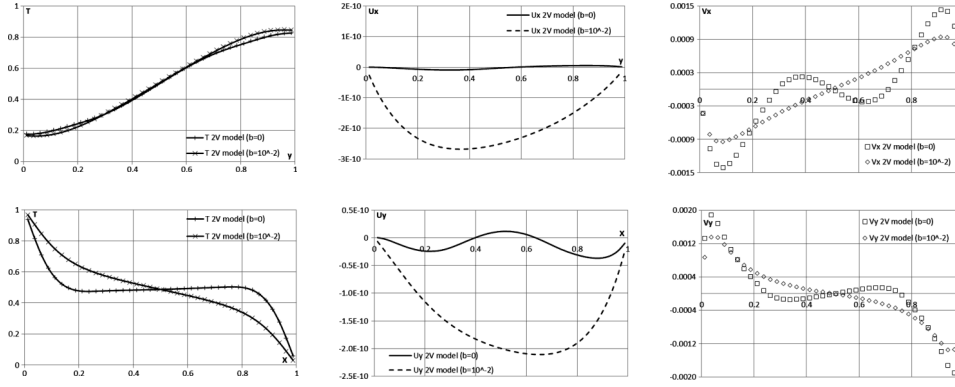 T
1
0.8
0.6
0.4
0.2
0
T 2V model (b=0)
T 2V model (b=10^-2)
0 0.2 0.4 0.6 0.8 1
y
Ux
2E-10
1E-10
0
-1E-10
-2E-10
-3E-10
Ux 2V model (b=0)
Ux 2V model (b=10^-2)
0 0.2 0.4 0.6 0.8 1
y
Vx
0.0015
0.0009
0.0003
-0.0003
-0.0009
-0.0015
0.0 0.2 0.4 0.6 0.8
Vx 2V model (b=0)
Vx 2V model (b=10^-2)
T
1
0.8
0.6
0.4
0.2
0
T 2V model (b=0)
T 2V model (b=10^-2)
0 0.2 0.4 0.6 0.8 1
X
Uy
0.5E-10
0.0E+00
-0.5E-10
-1.0E-10
-1.5E-10
-2.0E-10
-2.5E-10
0 0.2 0.4 0.6 0.8 1
X
Uy 2V model (b=0)
Uy 2V model (b=10^-2)
Vy
0.0020
0.0012
0.0004
-0.0004
-0.0012
-0.0020
Vy 2V model (b=0)
Vy 2V model (b=10^-2)
0.0 0.2 0.4 0.6 0.8